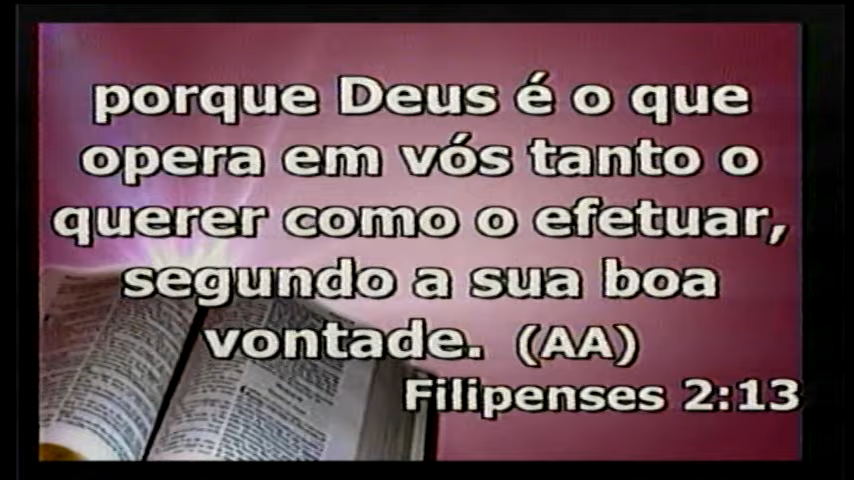 porque Deus é o que
opera em vós tanto o
querer como o efetuar,
segundo a sua boa
vontade. (AA)
Filipenses 2:13